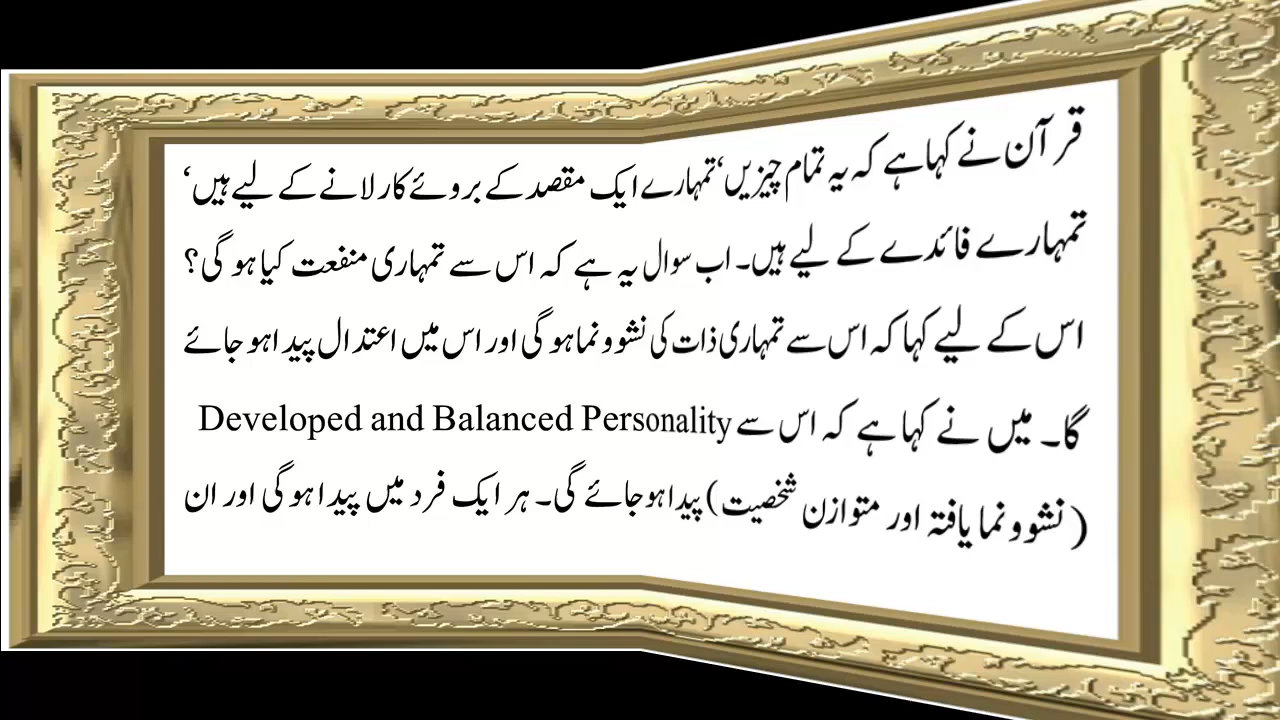 قرآن نے کہا ہے کہ یہ تمام چیزیں‘ تمہارے ایک مقصد کے بروئے کار لانے کے لیے ہیں‘
تمہارے فائدے کے لیے ہیں۔ اب سوال یہ ہے کہ اس سے تمہاری منفعت کیا ہو گی؟
اس کے لیے کہا کہ اس سے تمہاری ذات کی نشوونما ہو گی اور اس میں اعتدال پیدا ہو جائے
گا۔ میں نے کہا ہے کہ اس سے Developed and Balanced Personality
(نشوونما یافتہ اور متوازن شخصیت) پیدا ہو جائے گی۔ ہر ایک فرد میں پیدا ہو گی اور ان